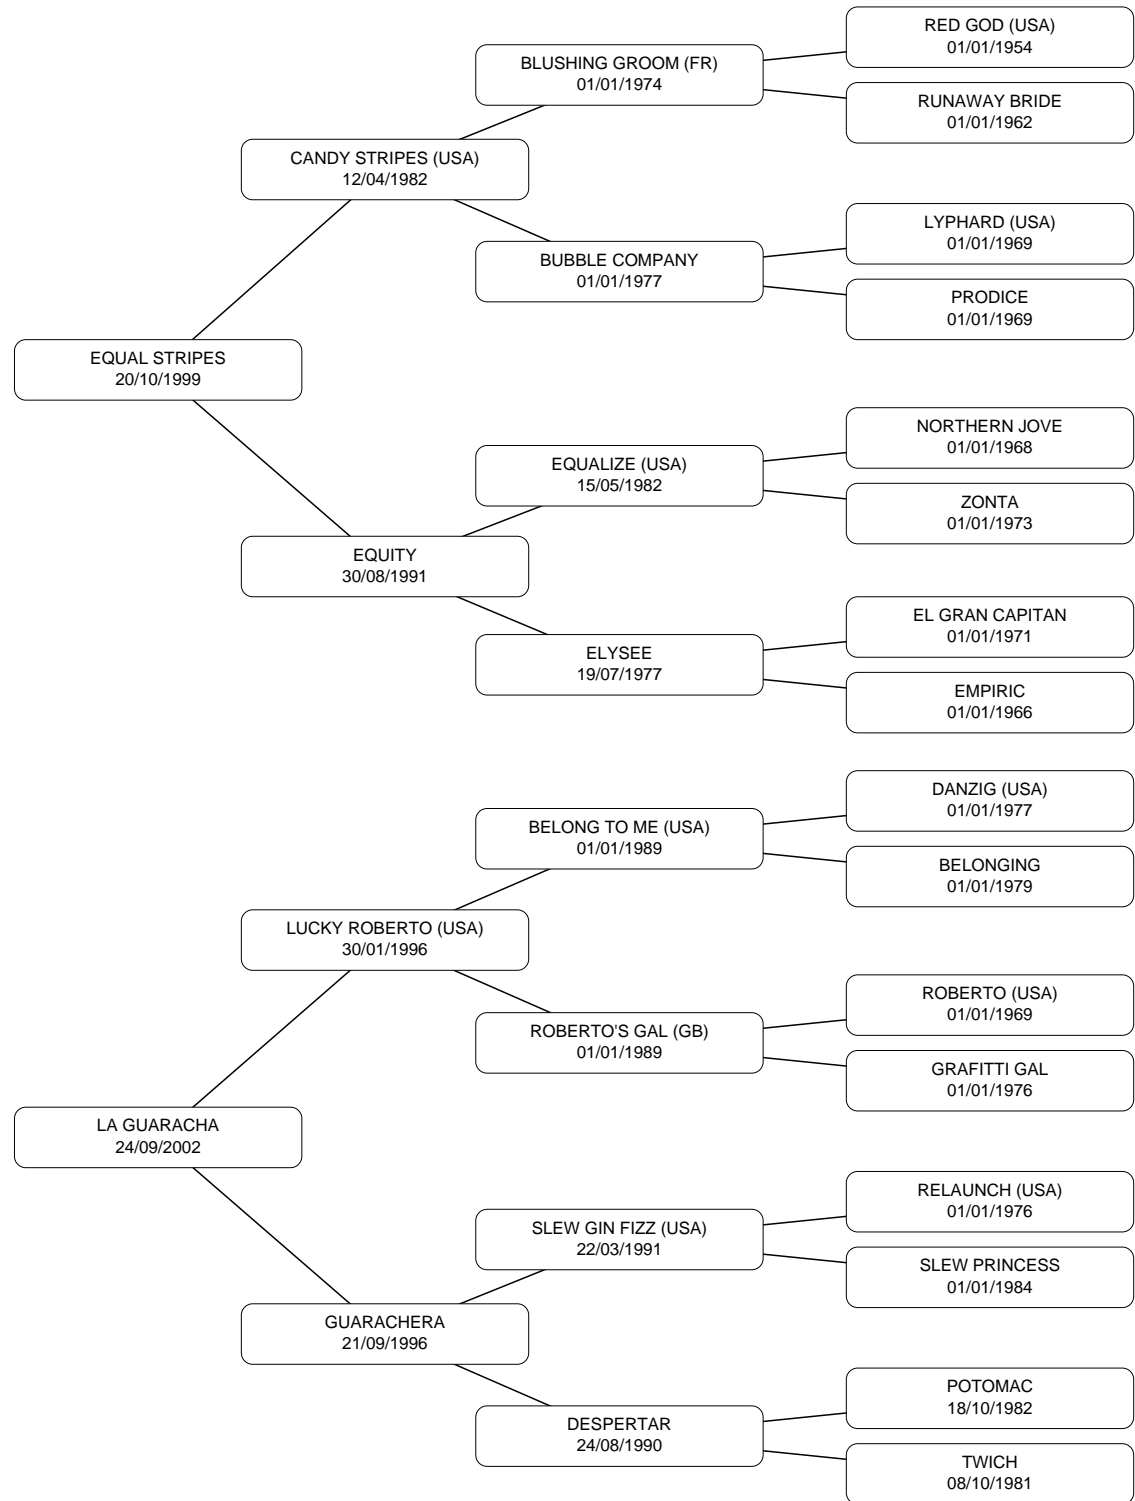 RED GOD (USA)
01/01/1954
BLUSHING GROOM (FR)
01/01/1974
RUNAWAY BRIDE
01/01/1962
CANDY STRIPES (USA)
12/04/1982
LYPHARD (USA)
01/01/1969
BUBBLE COMPANY
01/01/1977
PRODICE
01/01/1969
EQUAL STRIPES
20/10/1999
NORTHERN JOVE
01/01/1968
EQUALIZE (USA)
15/05/1982
ZONTA
01/01/1973
EQUITY
30/08/1991
EL GRAN CAPITAN
01/01/1971
ELYSEE
19/07/1977
EMPIRIC
01/01/1966
DANZIG (USA)
01/01/1977
BELONG TO ME (USA)
01/01/1989
BELONGING
01/01/1979
LUCKY ROBERTO (USA)
30/01/1996
ROBERTO (USA)
01/01/1969
ROBERTO'S GAL (GB)
01/01/1989
GRAFITTI GAL
01/01/1976
LA GUARACHA
24/09/2002
RELAUNCH (USA)
01/01/1976
SLEW GIN FIZZ (USA)
22/03/1991
SLEW PRINCESS
01/01/1984
GUARACHERA
21/09/1996
POTOMAC
18/10/1982
DESPERTAR
24/08/1990
TWICH
08/10/1981